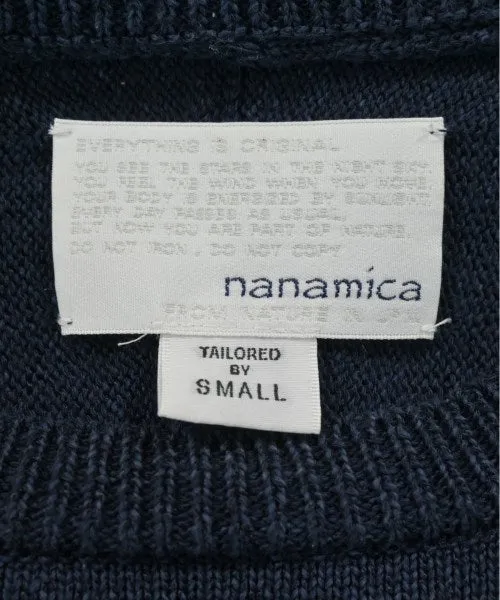 EVERYTHING IS ORIGINAL
YOU SEE THE STARS IN THE NIGHT SKY.
YOU FEEL THE WIND WHEN YOU MOVE.
YOUR BODY IS ENERGIZED BY SUNLIGHT.
EVERY DAY PASSES AS USUAL,
BUT NOW YOU ARE PART OF NATURE.
DO NOT IRON, DO NOT COPY
nanamica
FROM NATURE IN
TAILORED
BY
SMALL